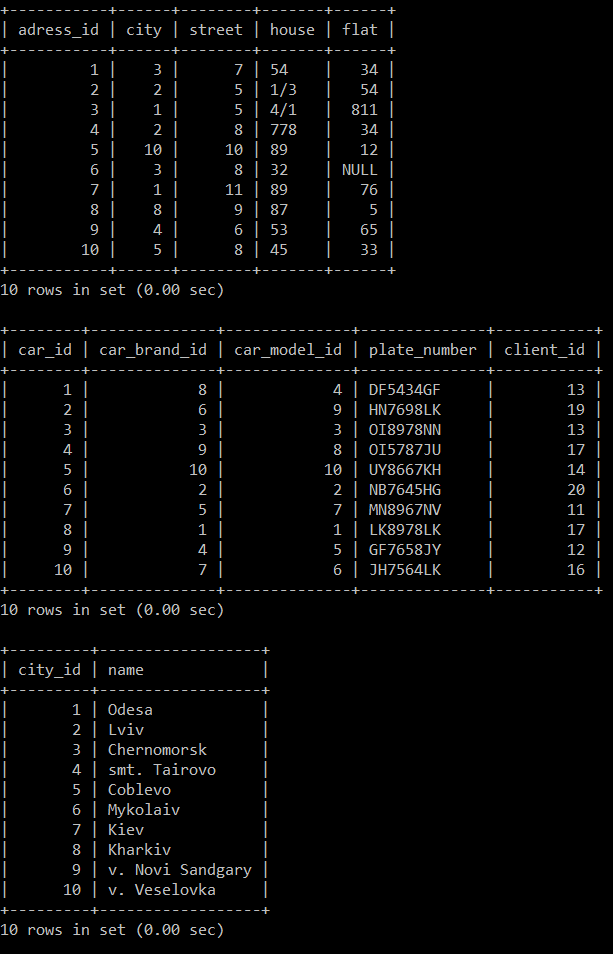 +-----------+------+--------+-------+------+
| adress_id | city | street | house | flat |
+-----------+------+--------+-------+------+
|         1 |    3 |      7 | 54    |   34 |
|         2 |    2 |      5 | 1/3   |   54 |
|         3 |    1 |      5 | 4/1   |  811 |
|         4 |    2 |      8 | 778   |   34 |
|         5 |   10 |     10 | 89    |   12 |
|         6 |    3 |      8 | 32    | NULL |
|         7 |    1 |     11 | 89    |   76 |
|         8 |    8 |      9 | 87    |    5 |
|         9 |    4 |      6 | 53    |   65 |
|        10 |    5 |      8 | 45    |   33 |
+-----------+------+--------+-------+------+
10 rows in set (0.00 sec)

+--------+--------------+--------------+--------------+-----------+
| car_id | car_brand_id | car_model_id | plate_number | client_id |
+--------+--------------+--------------+--------------+-----------+
|      1 |            8 |            4 | DF5434GF     |        13 |
|      2 |            6 |            9 | HN7698LK     |        19 |
|      3 |            3 |            3 | OI8978NN     |        13 |
|      4 |            9 |            8 | OI5787JU     |        17 |
|      5 |           10 |           10 | UY8667KH     |        14 |
|      6 |            2 |            2 | NB7645HG     |        20 |
|      7 |            5 |            7 | MN8967NV     |        11 |
|      8 |            1 |            1 | LK8978LK     |        17 |
|      9 |            4 |            5 | GF7658JY     |        12 |
|     10 |            7 |            6 | JH7564LK     |        16 |
+--------+--------------+--------------+--------------+-----------+
10 rows in set (0.00 sec)

+---------+------------------+
| city_id | name             |
+---------+------------------+
|       1 | Odesa            |
|       2 | Lviv             |
|       3 | Chernomorsk      |
|       4 | smt. Tairovo     |
|       5 | Coblevo          |
|       6 | Mykolaiv         |
|       7 | Kiev             |
|       8 | Kharkiv          |
|       9 | v. Novi Sandgary |
|      10 | v. Veselovka     |
+---------+------------------+
10 rows in set (0.00 sec)